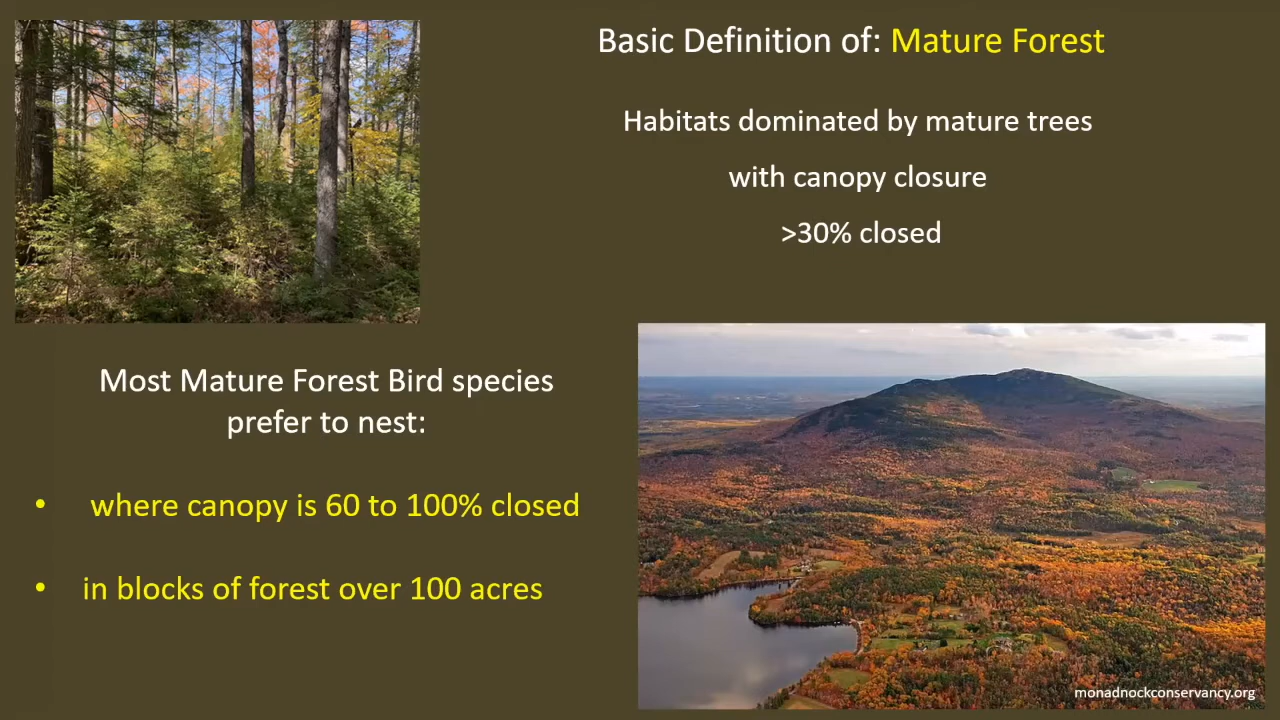 Basic Definition of: Mature Forest
Habitats dominated by mature trees
with canopy closure
>30% closed
Most Mature Forest Bird species
prefer to nest:
• where canopy is 60 to 100% closed
• in blocks of forest over 100 acres
monadnockconservancy.org